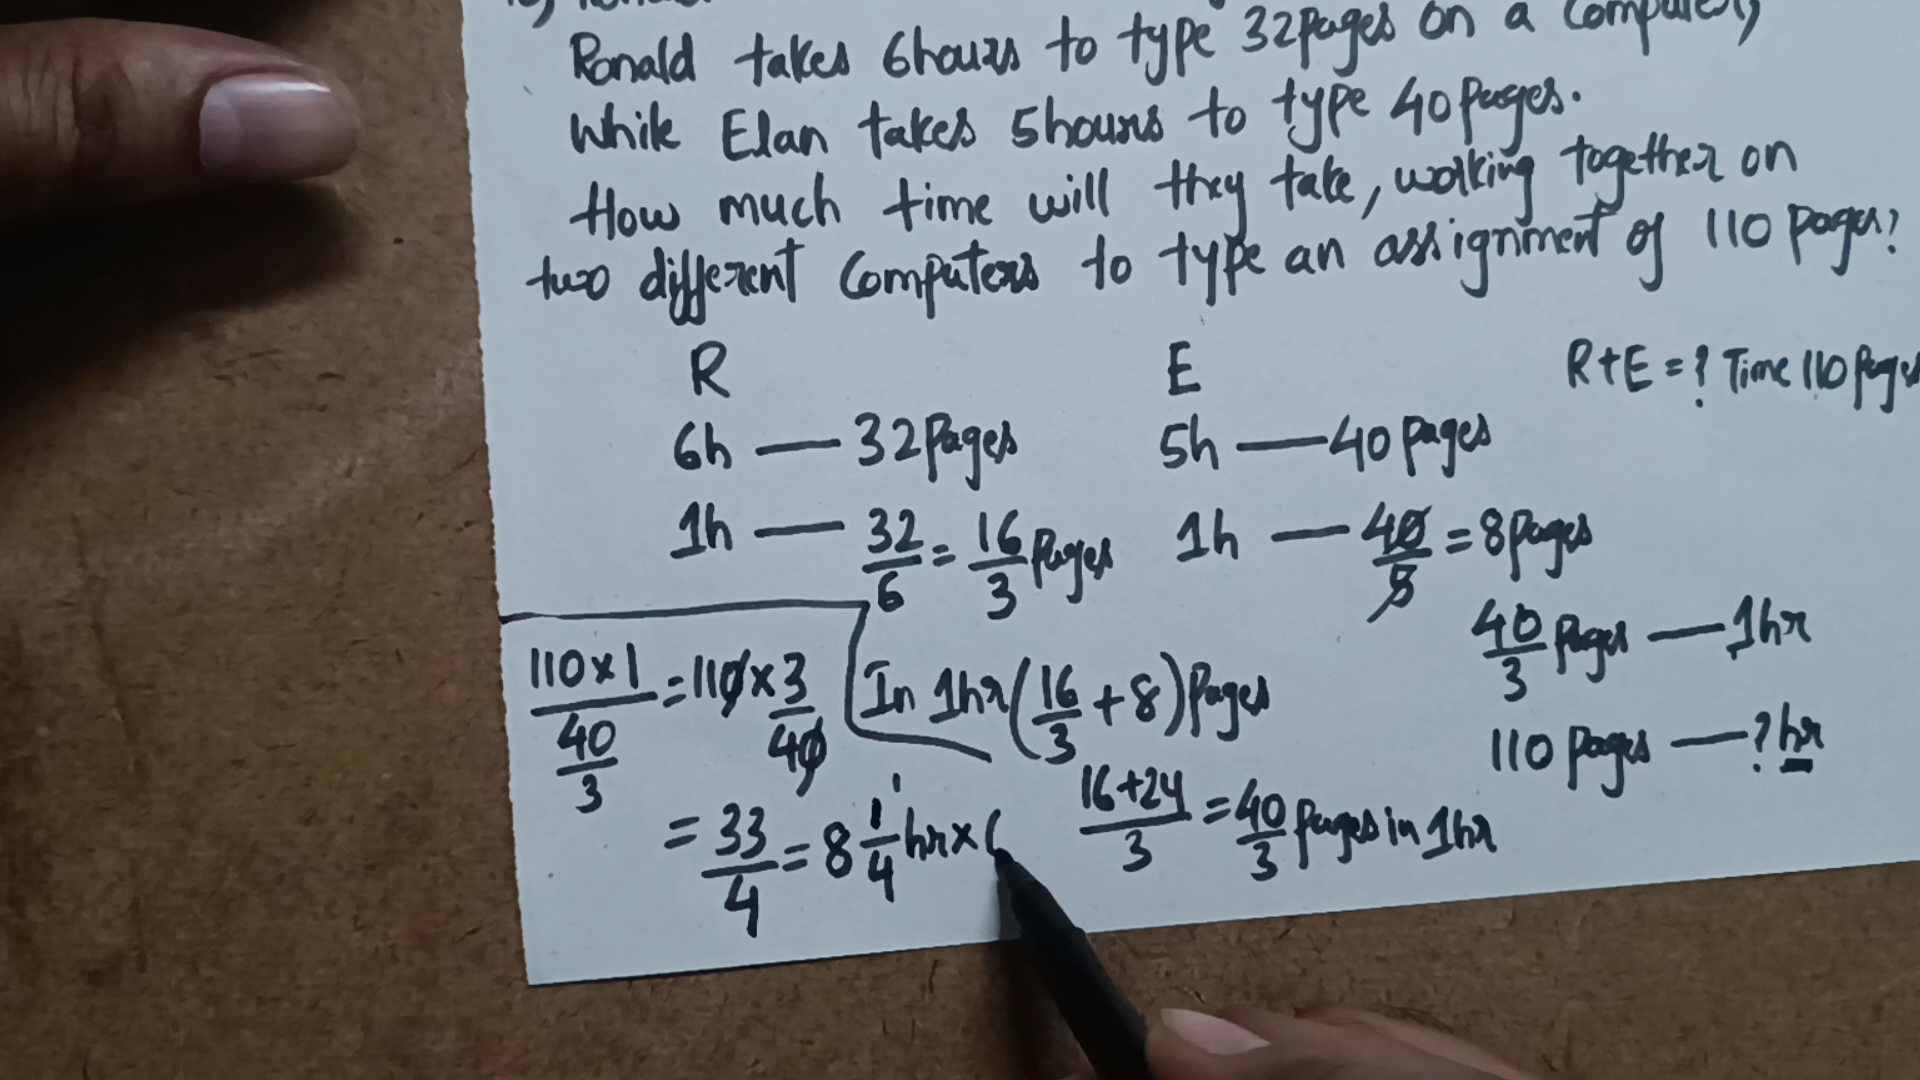 Ronald takes 6hours to type 32pages on a Computer,
While Elan takes 5hours to type 40pages.
How much time will they take, working together on
two different Computers to type an assignment of 110 pages?
R E R+E = ? Time 110 Pages
6h — 32Pages 5h — 40 pages
1h — 32/6 = 16/3 Pages 1h — 40/5 = 8pages
40/3 Pages — 1hr
110×1 / 40/3 = 110×3/40 In 1hr (16/3 + 8) Pages
110 Pages — ? hr
= 33/4 = 8 1/4 hr× 16+24/3 = 40/3 Pages in 1hr